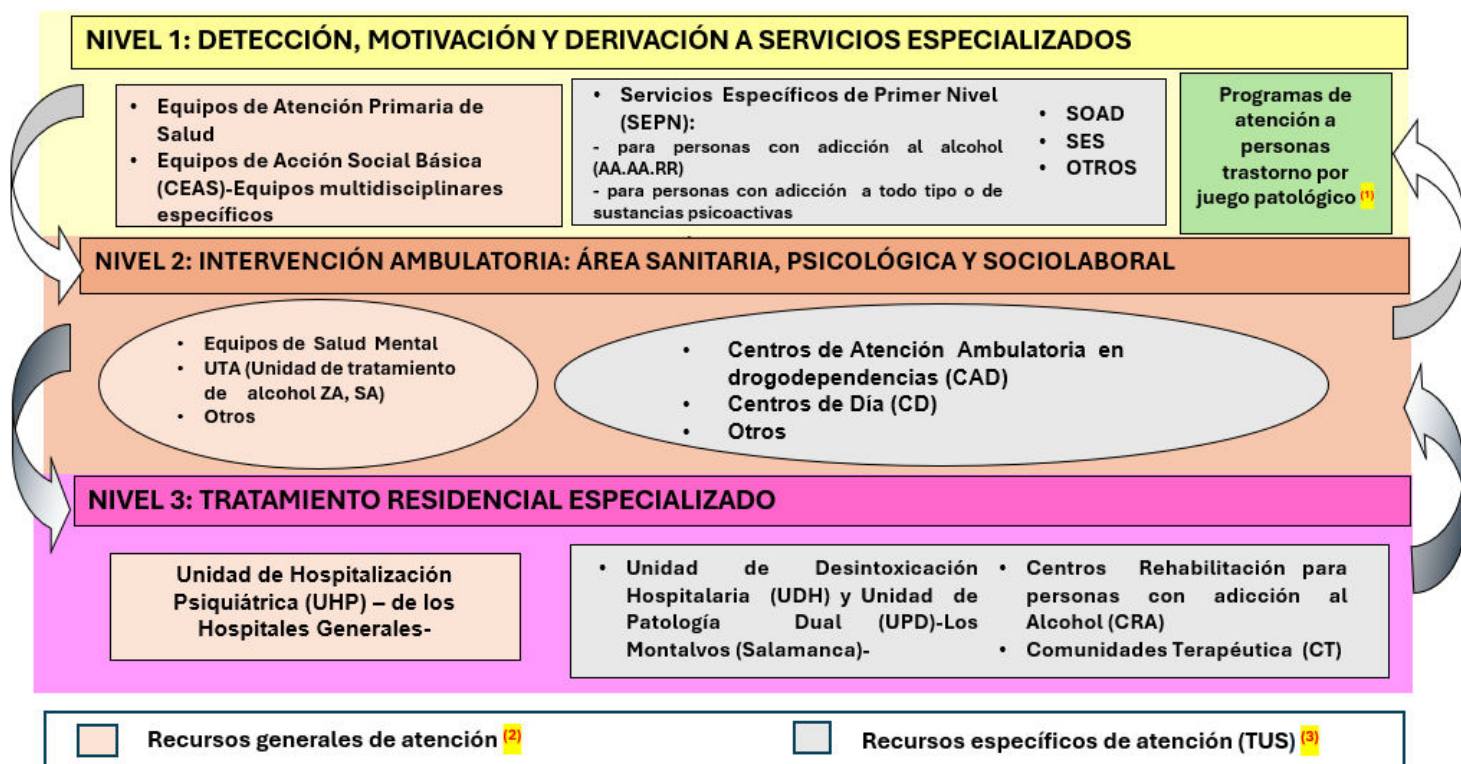 NIVEL 1: DETECCIÓN, MOTIVACIÓN Y DERIVACIÓN A SERVICIOS ESPECIALIZADOS
• Equipos de Atención Primaria de
Salud
• Equipos de Acción Social Básica
(CEAS)-Equipos multidisciplinares
específicos
• Servicios Específicos de Primer Nivel
(SEPN):
- para personas con adicción al alcohol
(AA.AA.RR)
- para personas con adicción a todo tipo o de
sustancias psicoactivas
• SOAD
• SES
• OTROS
Programas de
atención a
personas
trastorno por
juego patológico (1)
NIVEL 2: INTERVENCIÓN AMBULATORIA: ÁREA SANITARIA, PSICOLÓGICA Y SOCIOLABORAL
• Equipos de Salud Mental
• UTA (Unidad de tratamiento
de alcohol ZA, SA)
• Otros
• Centros de Atención Ambulatoria en
drogodependencias (CAD)
• Centros de Día (CD)
• Otros
NIVEL 3: TRATAMIENTO RESIDENCIAL ESPECIALIZADO
Unidad de Hospitalización
Psiquiátrica (UHP) – de los
Hospitales Generales-
• Unidad de Desintoxicación
Hospitalaria (UDH) y Unidad de
Patología Dual (UPD)-Los
Montalvos (Salamanca)-
• Centros Rehabilitación para
personas con adicción al
Alcohol (CRA)
• Comunidades Terapéutica (CT)
Recursos generales de atención (2)
Recursos específicos de atención (TUS) (3)